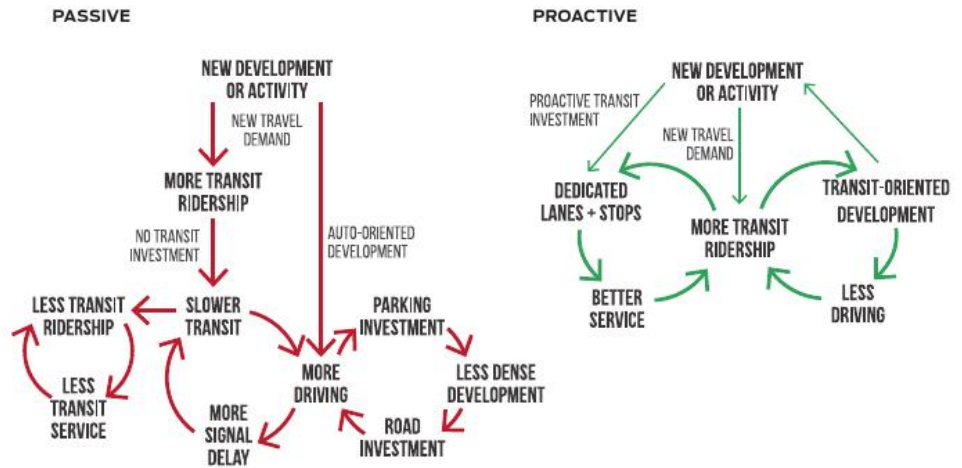 PASSIVE
NEW DEVELOPMENT
OR ACTIVITY
NEW TRAVEL
DEMAND
MORE TRANSIT
RIDERSHIP
NO TRANSIT
INVESTMENT
AUTO-ORIENTED
DEVELOPMENT
LESS TRANSIT
RIDERSHIP
SLOWER
TRANSIT
PARKING
INVESTMENT
LESS
TRANSIT
SERVICE
MORE
DRIVING
LESS DENSE
DEVELOPMENT
MORE
SIGNAL
DELAY
ROAD
INVESTMENT
PROACTIVE
NEW DEVELOPMENT
OR ACTIVITY
PROACTIVE TRANSIT
INVESTMENT
NEW TRAVEL
DEMAND
DEDICATED
LANES + STOPS
MORE TRANSIT
RIDERSHIP
TRANSIT-ORIENTED
DEVELOPMENT
BETTER
SERVICE
LESS
DRIVING